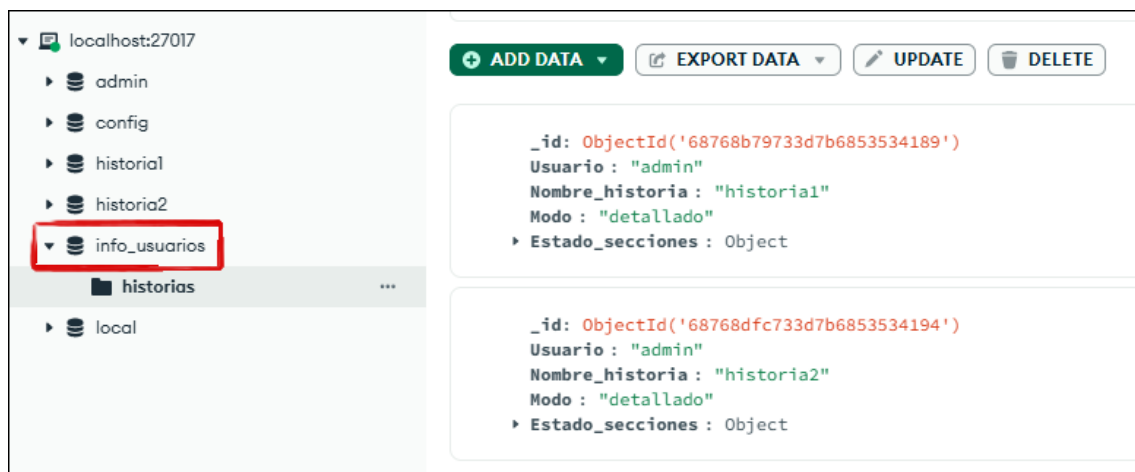 localhost:27017
admin
config
historia1
historia2
info_usuarios
historias
local
ADD DATA
EXPORT DATA
UPDATE
DELETE
_id: ObjectId('68768b79733d7b6853534189')
Usuario : "admin"
Nombre_historia : "historia1"
Modo : "detallado"
Estado_secciones : Object
_id: ObjectId('68768dfc733d7b6853534194')
Usuario : "admin"
Nombre_historia : "historia2"
Modo : "detallado"
Estado_secciones : Object